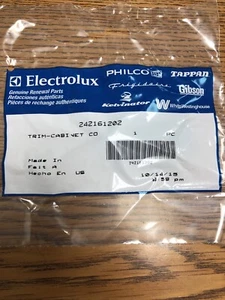 Electrolux
Genuine Renewal Parts
Refacciones autenticas
Pièces de rechange authentiques
PHILCO
TAPPAN
Frigidaire
Gibson
Kelvinator
White-Westinghouse
242161202
TRIM-CABINET CO 1 PC
Made In
Fait A
Hecho En US
10/14/15